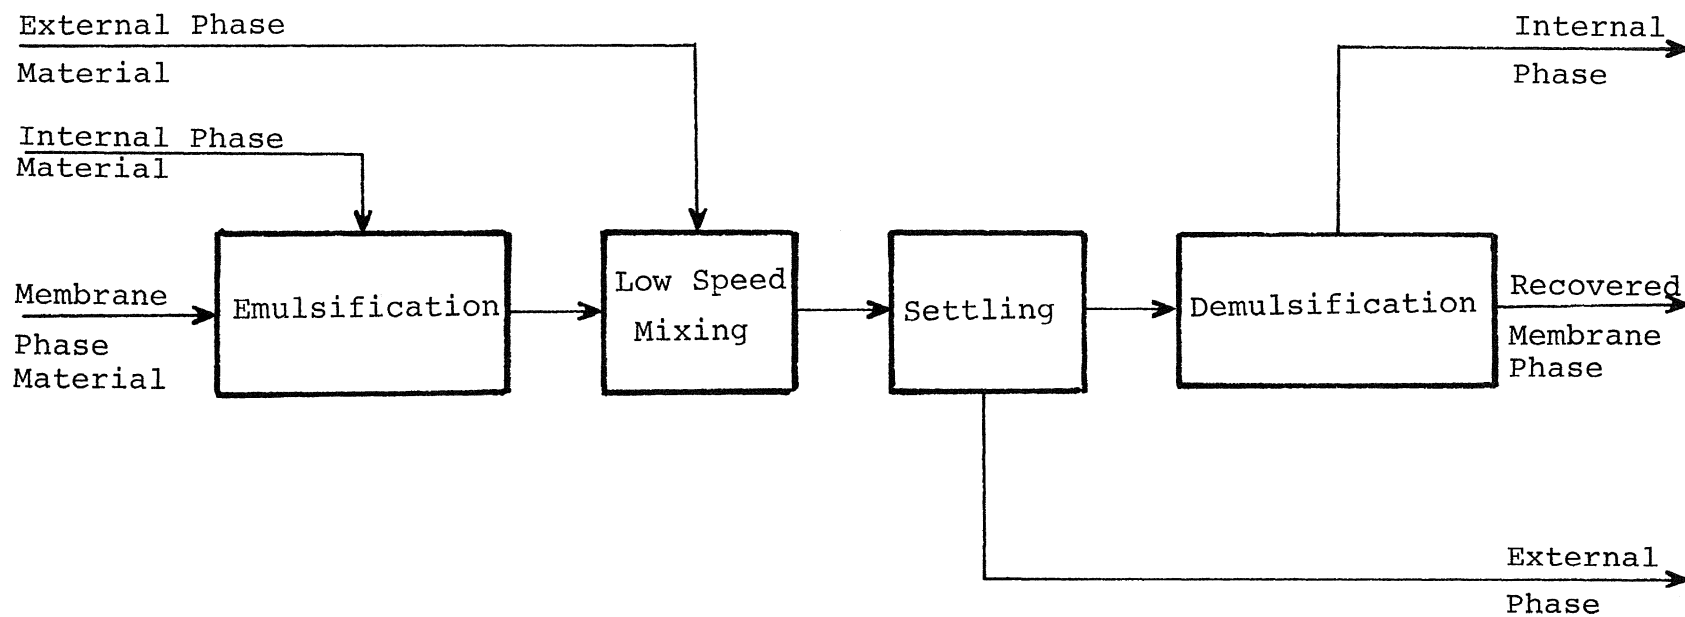 External Phase
Material
Internal Phase
Material
Membrane
Phase
Material
Emulsification
Low Speed
Mixing
Settling
Demulsification
Internal
Phase
Recovered
Membrane
Phase
External
Phase